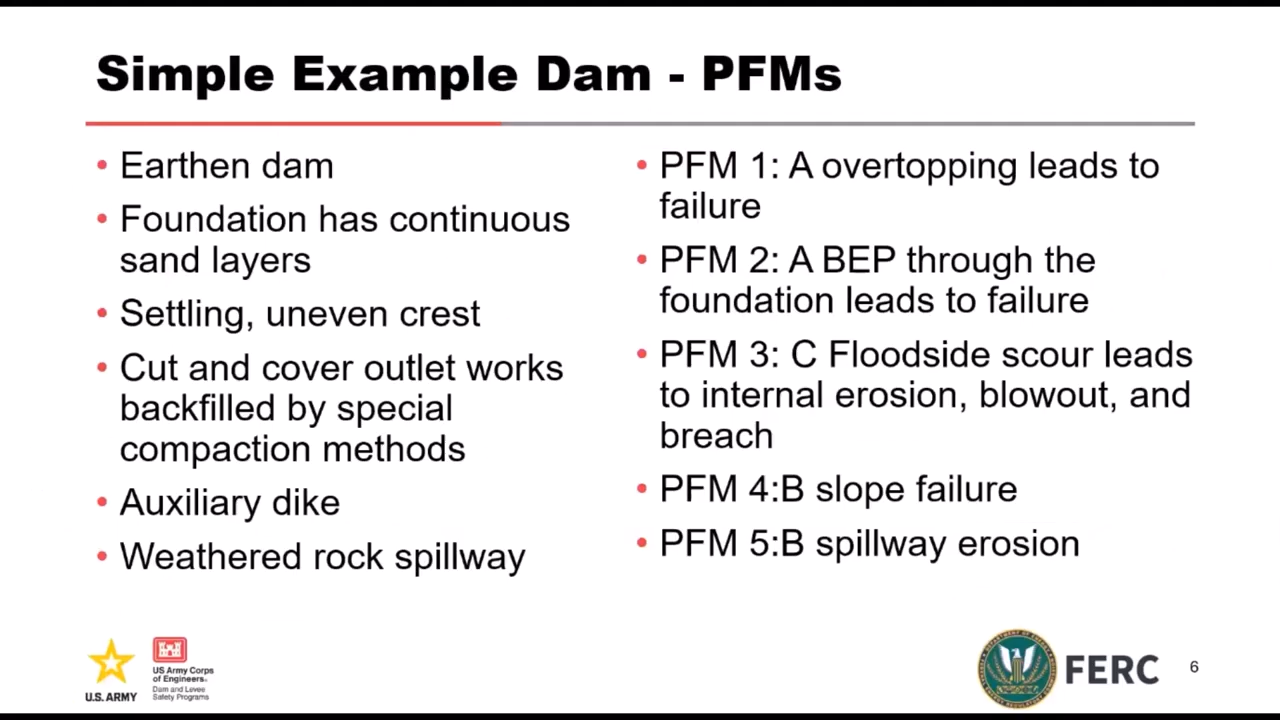 Simple Example Dam - PFMs
• Earthen dam
• Foundation has continuous
sand layers
• Settling, uneven crest
• Cut and cover outlet works
backfilled by special
compaction methods
• Auxiliary dike
• Weathered rock spillway
• PFM 1: A overtopping leads to
failure
• PFM 2: A BEP through the
foundation leads to failure
• PFM 3: C Floodside scour leads
to internal erosion, blowout, and
breach
• PFM 4:B slope failure
• PFM 5:B spillway erosion
U.S. ARMY
US Army Corps
of Engineers.
Dam and Levee
Safety Programs
FERC
6